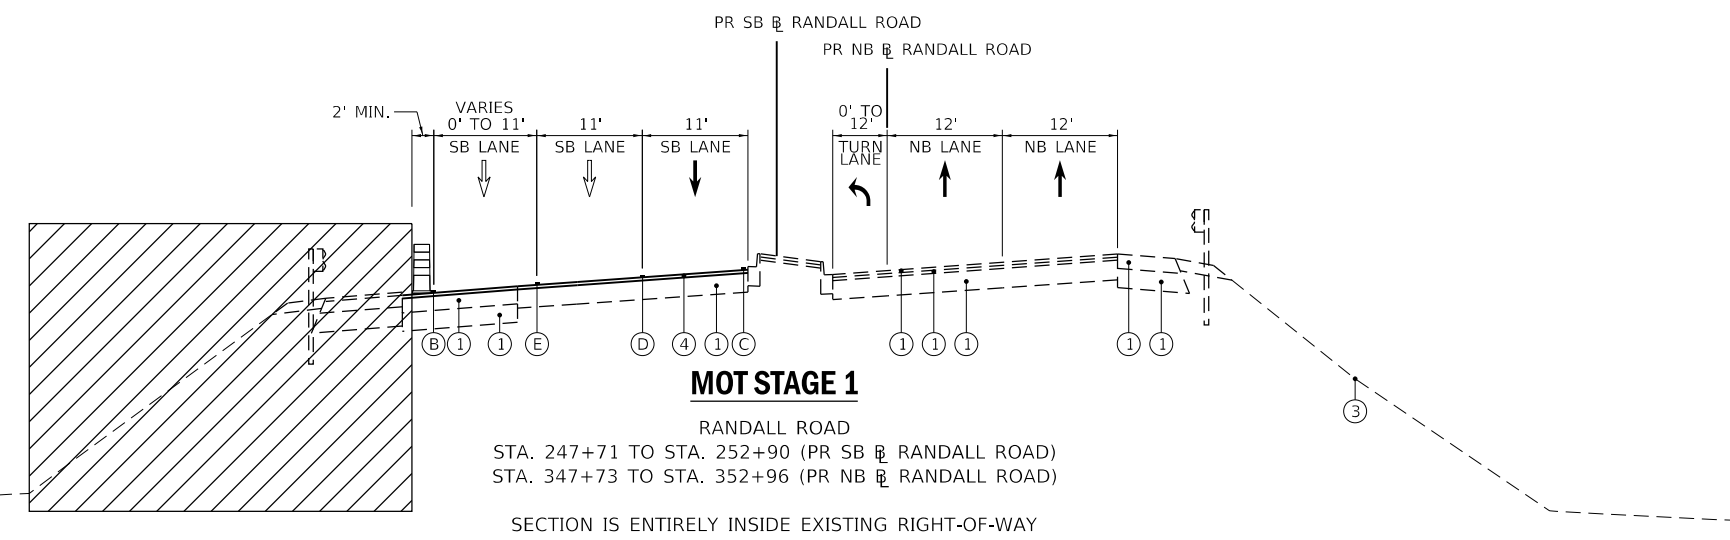 PR SB ⅊ RANDALL ROAD
PR NB ⅊ RANDALL ROAD
2' MIN.
VARIES
0' TO 11'
SB LANE
11'
SB LANE
11'
SB LANE
0' TO
12'
TURN
LANE
12'
NB LANE
12'
NB LANE
B 1 1 E D 4 1 C 1 1 1 1 1
3
MOT STAGE 1
RANDALL ROAD
STA. 247+71 TO STA. 252+90 (PR SB ⅊ RANDALL ROAD)
STA. 347+73 TO STA. 352+96 (PR NB ⅊ RANDALL ROAD)
SECTION IS ENTIRELY INSIDE EXISTING RIGHT-OF-WAY